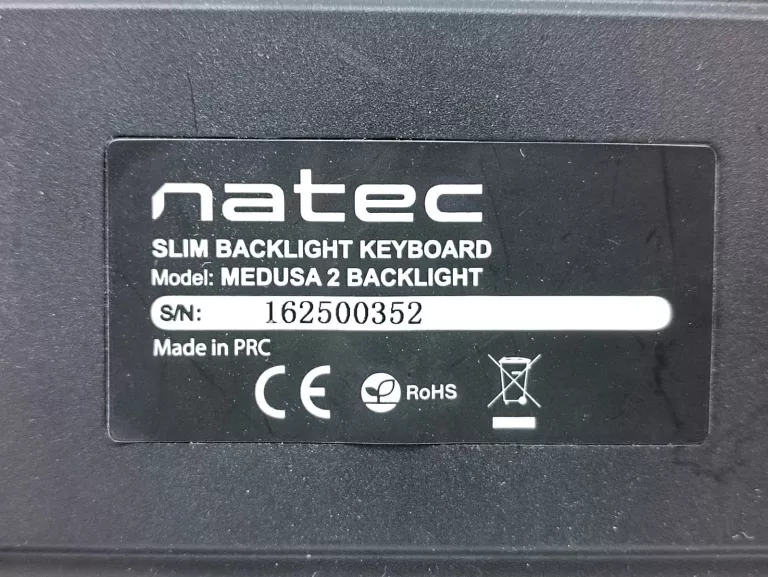 natec
SLIM BACKLIGHT KEYBOARD
Model: MEDUSA 2 BACKLIGHT
S/N: 162500352
Made in PRC
CE RoHS